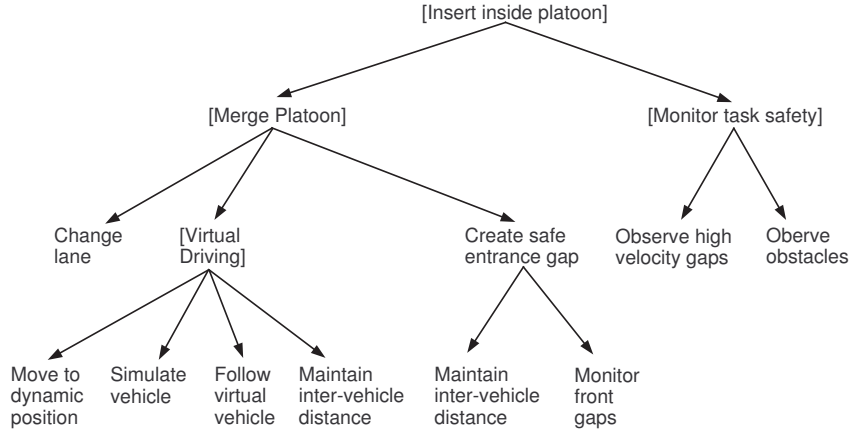 [Insert inside platoon]
[Merge Platoon]
[Monitor task safety]
Change
lane
[Virtual
Driving]
Create safe
entrance gap
Observe high
velocity gaps
Oberve
obstacles
Move to
dynamic
position
Simulate
vehicle
Follow
virtual
vehicle
Maintain
inter-vehicle
distance
Maintain
inter-vehicle
distance
Monitor
front
gaps